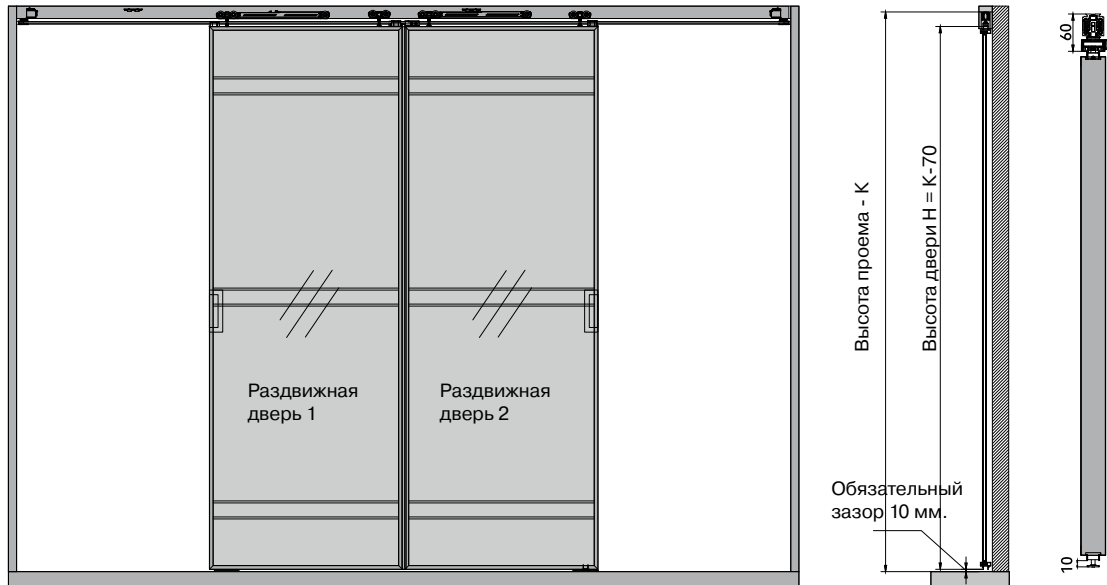 Раздвижная
дверь 1
Раздвижная
дверь 2
Высота проема - К
Высота двери Н = К-70
Обязательный
зазор 10 мм.
60
10